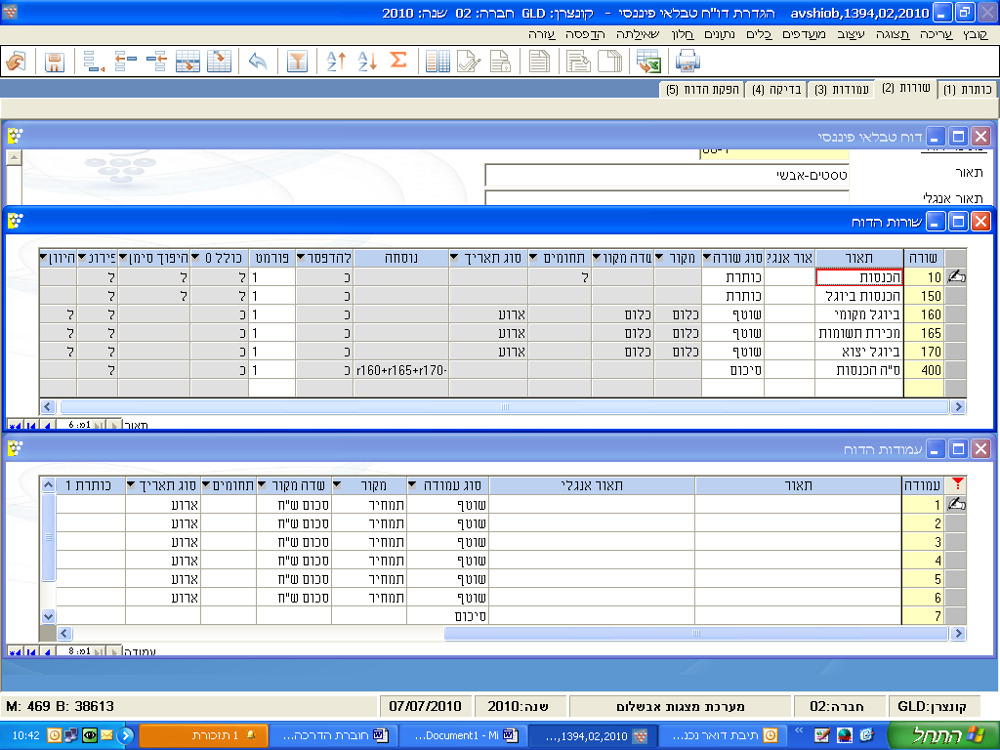 avshiob,1394,02,2010 הגדרת דו"ח טבלאי פיננסי - קונצרן: GLD חברה: 02 שנה: 2010
קובץ עריכה תצוגה עיצוב מועדפים כלים נתונים חלון שאילתה הדפסה עזרה
כותרת (1) שורות (2) עמודות (3) בדיקה (4) הפקת הדוח (5)
דוח טבלאי פיננסי
תאור טסטים-אבשי
תאור אנגלי
שורות הדוח
שורה תאור אור אנגי סוג שורה מקור שדה מקור תחומים סוג תאריך נוסחה להדפסר פורמט כולל 0 היפוך סימן פירוט היוון
10 הכנסות כותרת ל כ 1 ל ל ל
150 הכנסות ביוגל כותרת כ 1 ל ל ל
160 ביוגל מקומי שוטף כלום כלום ארוע כ 1 כ ל ל
165 מכירת תשומות שוטף כלום כלום ארוע כ 1 כ ל ל
170 ביוגל יצוא שוטף כלום כלום ארוע כ 1 כ ל ל
400 ס"ה הכנסות סיכום r160+r165+r170- כ 1 כ ל
תאור 1מ: 6
עמודות הדוח
עמודה תאור תאור אנגלי סוג עמודה מקור שדה מקור תחומים סוג תאריך כותרת 1
1 שוטף תמחיר סכום ש"ח ארוע
2 שוטף תמחיר סכום ש"ח ארוע
3 שוטף תמחיר סכום ש"ח ארוע
4 שוטף תמחיר סכום ש"ח ארוע
5 שוטף תמחיר סכום ש"ח ארוע
6 שוטף תמחיר סכום ש"ח ארוע
7 סיכום
עמודה 1מ: 8
קונצרן:GLD חברה:02 מערכת מצגות אבשלום שנה:2010 07/07/2010 M: 469 B: 38613
התחל תיבת דואר נכנ... 1394,02,2010,... Document1 - Mi... חוברת הדרכה... 1 תזכורת 10:42